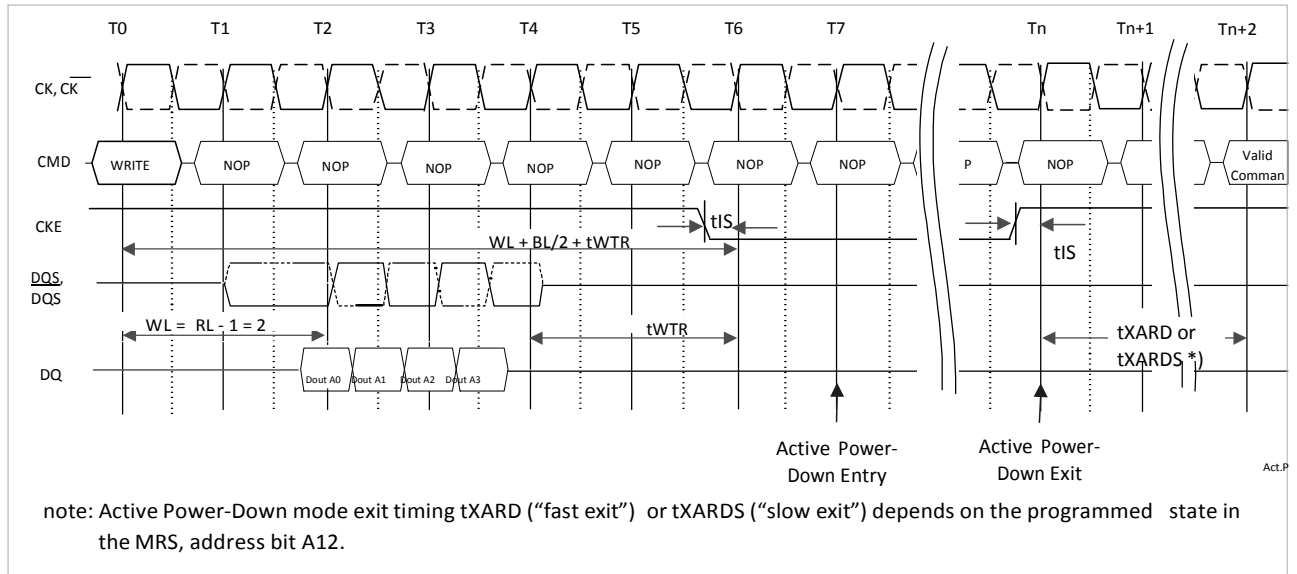 T0 T1 T2 T3 T4 T5 T6 T7 Tn Tn+1 Tn+2
CK, CK
CMD WRITE NOP NOP NOP NOP NOP NOP NOP P NOP Valid
Comman
CKE tIS tIS
WL + BL/2 + tWTR
DQS,
DQS
WL = RL - 1 = 2 tWTR tXARD or
tXARDS *)
DQ Dout A0 Dout A1 Dout A2 Dout A3
Active Power-
Down Entry
Active Power-
Down Exit
Act.P
note: Active Power-Down mode exit timing tXARD (“fast exit”) or tXARDS (“slow exit”) depends on the programmed state in
the MRS, address bit A12.